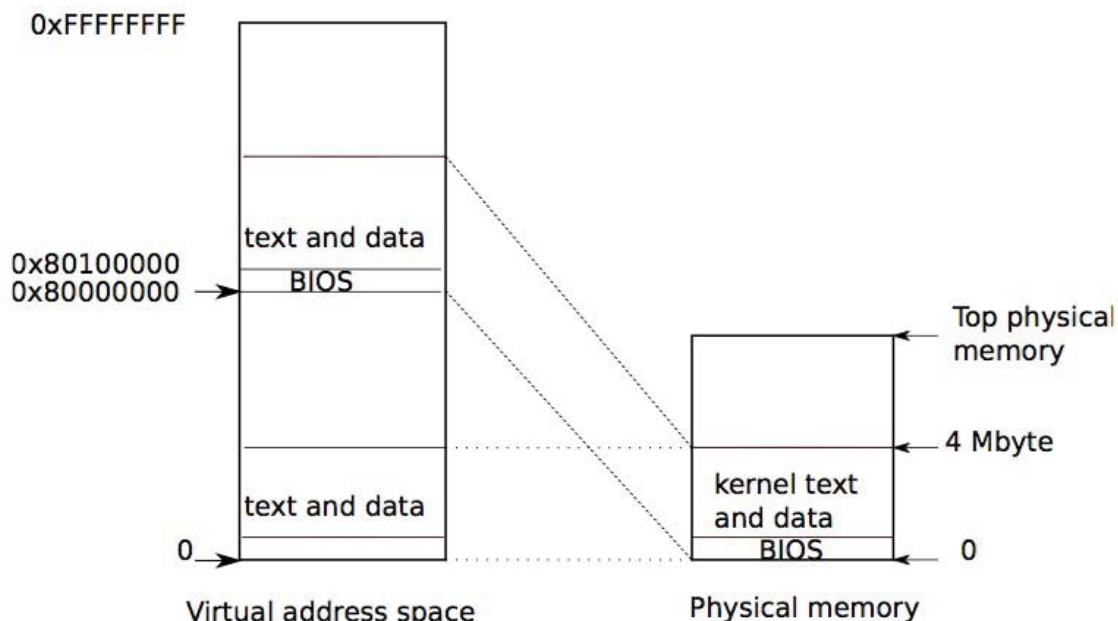 0xFFFFFFFF
text and data
0x80100000
BIOS
0x80000000
text and data
0
Virtual address space
Top physical
memory
4 Mbyte
kernel text
and data
BIOS
0
Physical memory